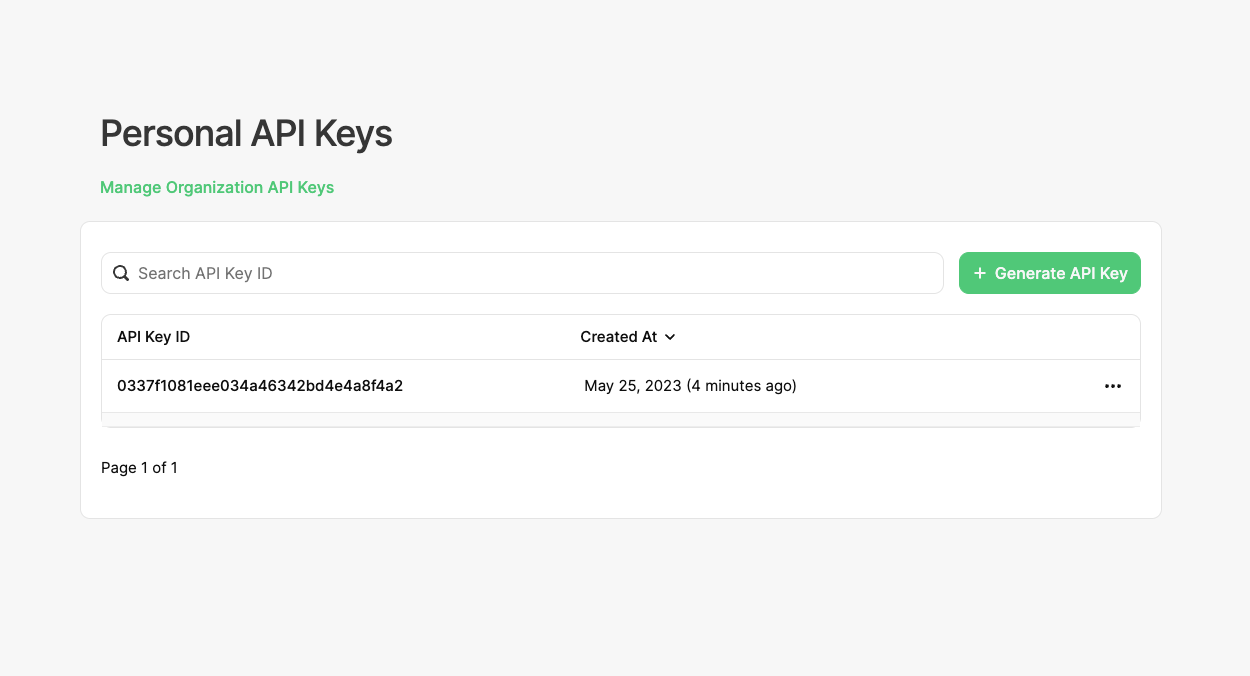 Personal API Keys
Manage Organization API Keys
Search API Key ID
+ Generate API Key
API Key ID Created At
0337f1081eee034a46342bd4e4a8f4a2 May 25, 2023 (4 minutes ago)
Page 1 of 1